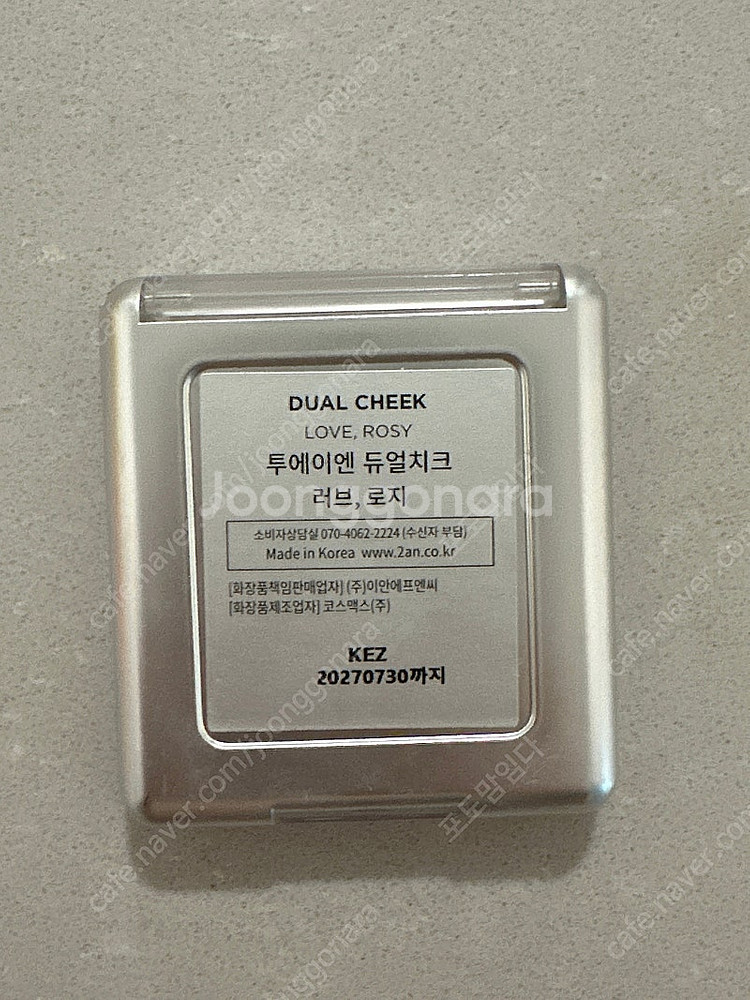 DUAL CHEEK
LOVE, ROSY
투에이엔 듀얼치크
러브, 로지
Joonggonara
소비자상담실 070-4062-2224 (수신자 부담)
Made in Korea www.2an.co.kr
[화장품책임판매업자] (주)이안에프엔씨
[화장품제조업자] 코스맥스(주)
KEZ
20270730까지
cafe.naver.com/joonggonara
포포맘입니다